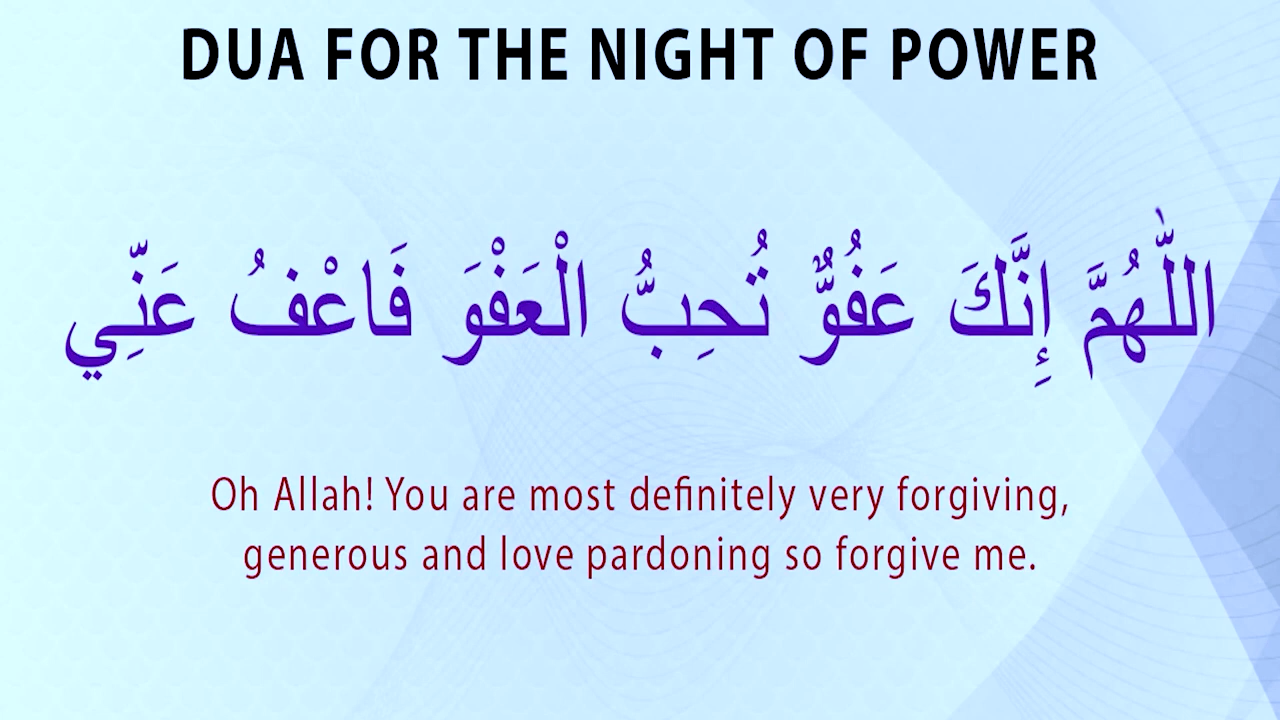 DUA FOR THE NIGHT OF POWER
اللّٰهُمَّ إِنَّكَ عَفُوٌّ تُحِبُّ الْعَفْوَ فَاعْفُ عَنِّي
Oh Allah! You are most definitely very forgiving,
generous and love pardoning so forgive me.